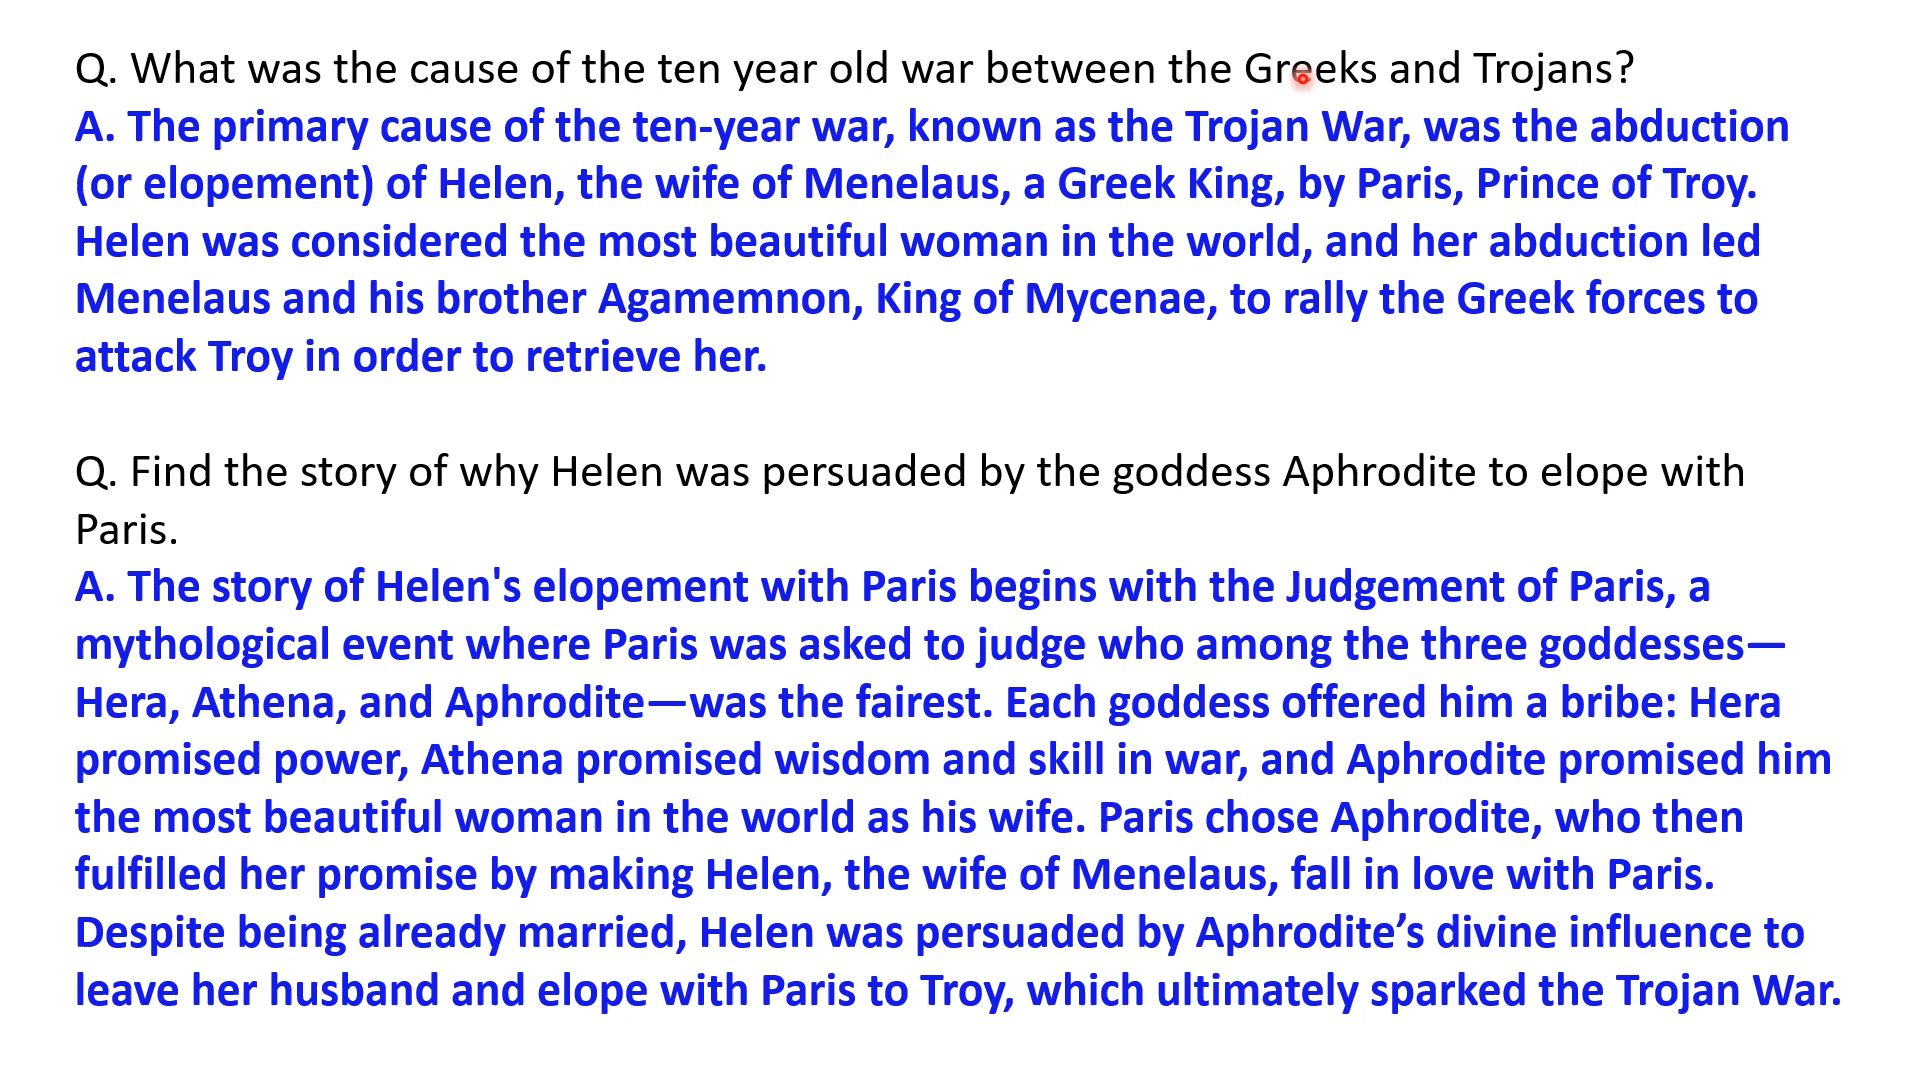 Q. What was the cause of the ten year old war between the Greeks and Trojans?
A. The primary cause of the ten-year war, known as the Trojan War, was the abduction
(or elopement) of Helen, the wife of Menelaus, a Greek King, by Paris, Prince of Troy.
Helen was considered the most beautiful woman in the world, and her abduction led
Menelaus and his brother Agamemnon, King of Mycenae, to rally the Greek forces to
attack Troy in order to retrieve her.
Q. Find the story of why Helen was persuaded by the goddess Aphrodite to elope with
Paris.
A. The story of Helen's elopement with Paris begins with the Judgement of Paris, a
mythological event where Paris was asked to judge who among the three goddesses—
Hera, Athena, and Aphrodite—was the fairest. Each goddess offered him a bribe: Hera
promised power, Athena promised wisdom and skill in war, and Aphrodite promised him
the most beautiful woman in the world as his wife. Paris chose Aphrodite, who then
fulfilled her promise by making Helen, the wife of Menelaus, fall in love with Paris.
Despite being already married, Helen was persuaded by Aphrodite’s divine influence to
leave her husband and elope with Paris to Troy, which ultimately sparked the Trojan War.